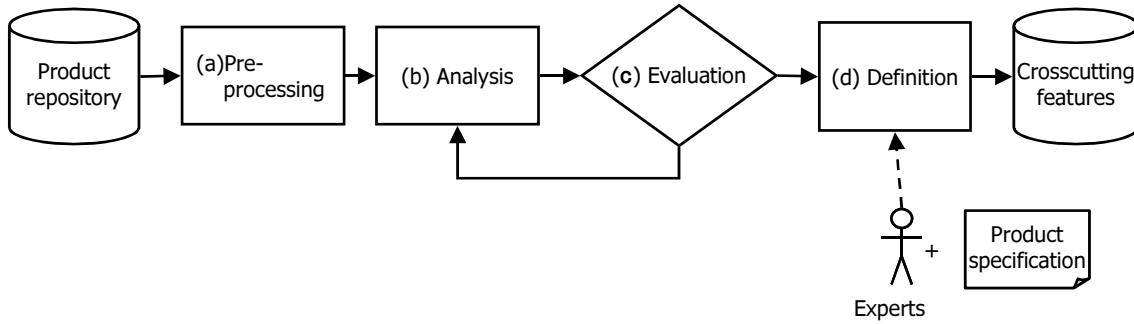 Product
repository
(a)Pre-
processing
(b) Analysis
(c) Evaluation
(d) Definition
Crosscutting
features
+
Product
specification
Experts